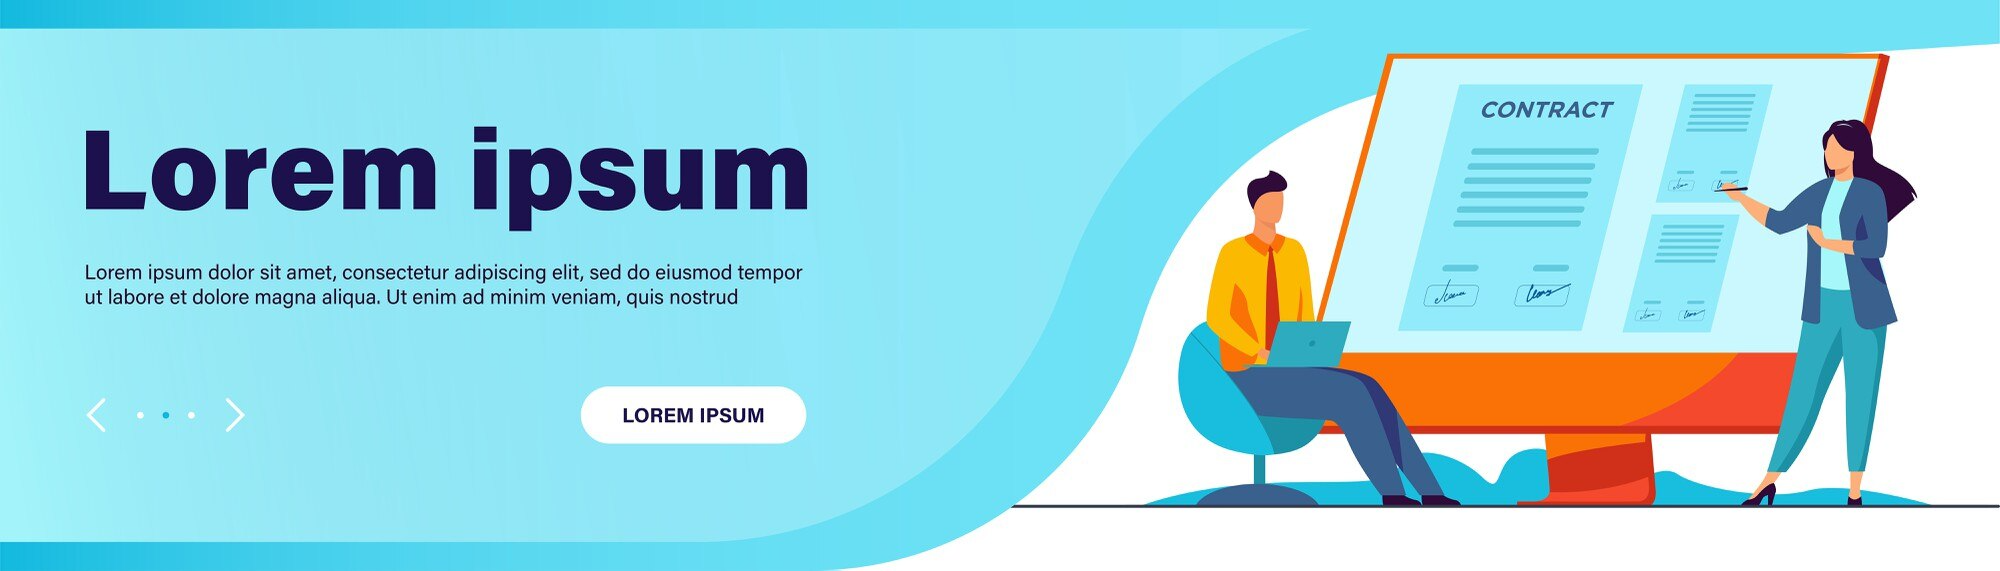 Lorem ipsum
Lorem ipsum dolor sit amet, consectetur adipiscing elit, sed do eiusmod tempor
ut labore et dolore magna aliqua. Ut enim ad minim veniam, quis nostrud
LOREM IPSUM
CONTRACT